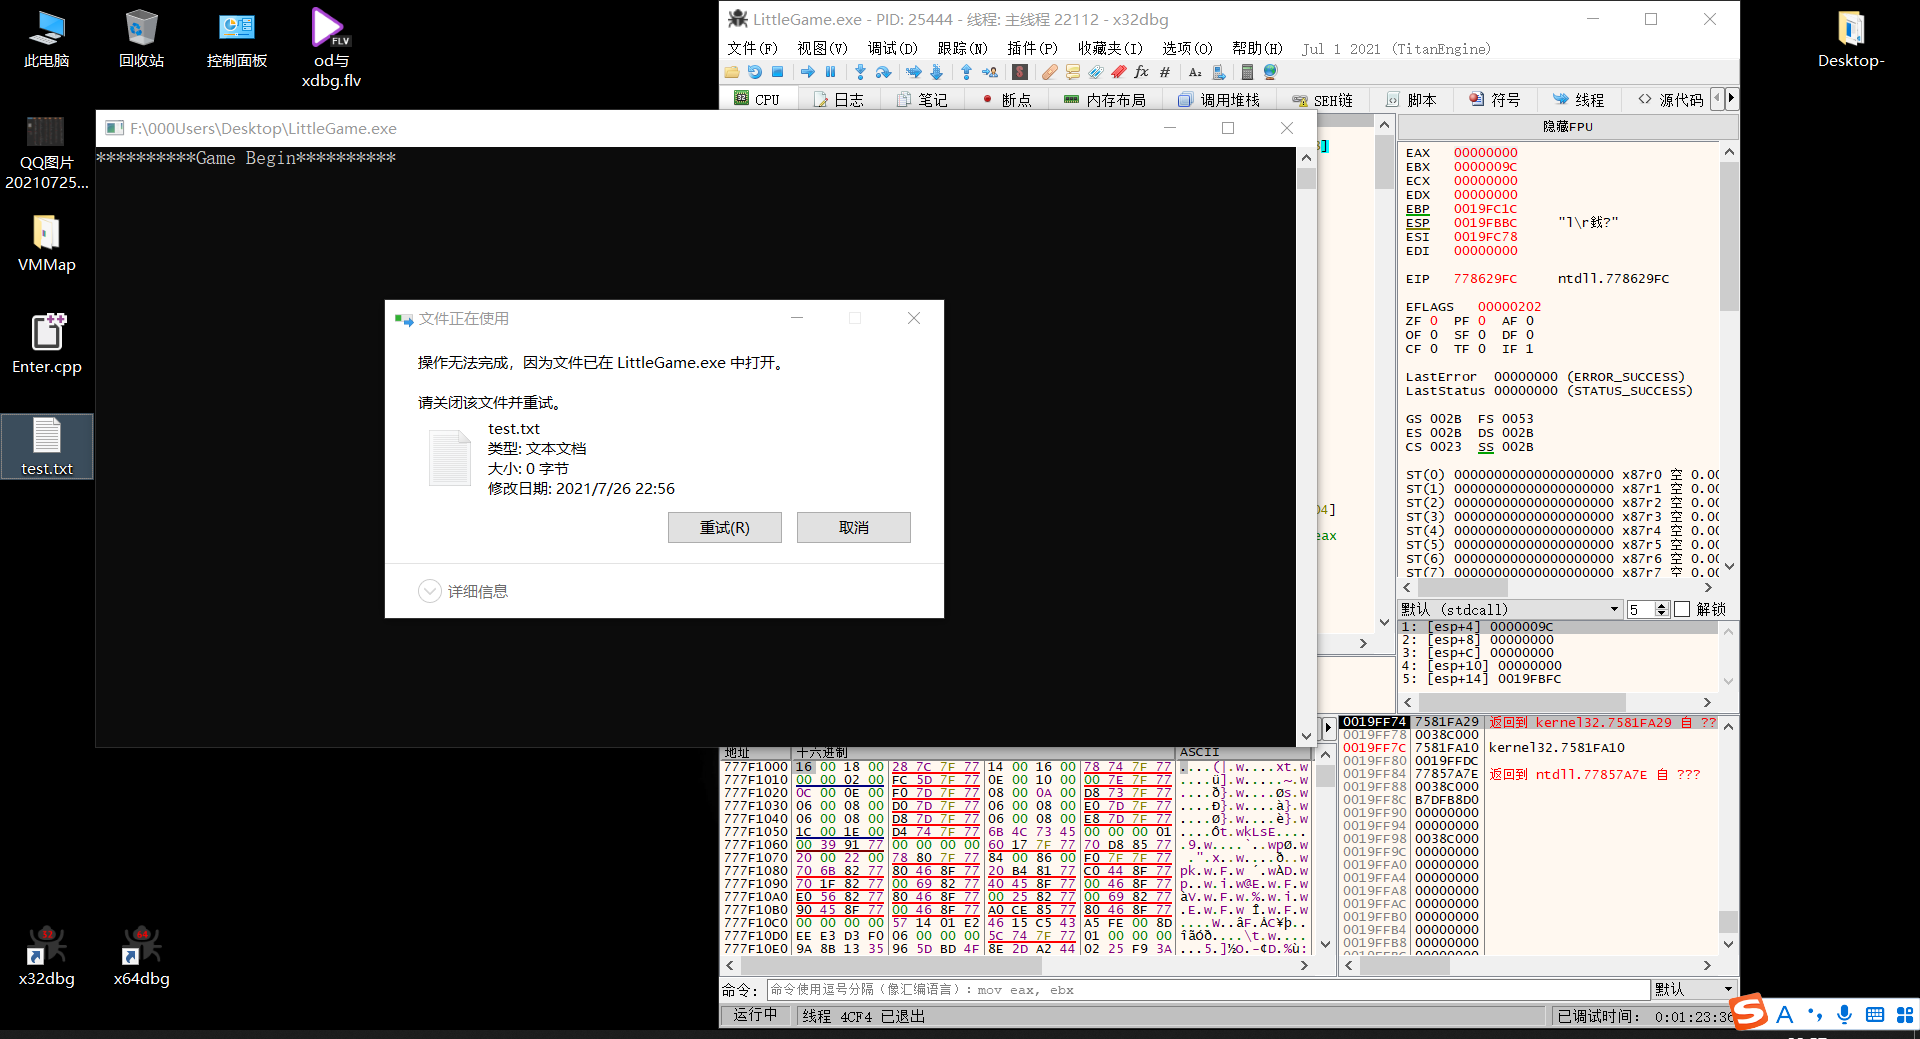 此电脑
回收站
控制面板
od与
xdbg.flv
FLV
QQ图片
20210725...
VMMap
Enter.cpp
test.txt
x32dbg
x64dbg
Desktop-
LittleGame.exe - PID: 25444 - 线程: 主线程 22112 - x32dbg
文件(F) 视图(V) 调试(D) 跟踪(N) 插件(P) 收藏夹(I) 选项(O) 帮助(H) Jul 1 2021 (TitanEngine)
CPU 日志 笔记 断点 内存布局 调用堆栈 SEH链 脚本 符号 线程 源代码
F:\000Users\Desktop\LittleGame.exe
**********Game Begin**********
文件正在使用
操作无法完成，因为文件已在 LittleGame.exe 中打开。
请关闭该文件并重试。
test.txt
类型: 文本文档
大小: 0 字节
修改日期: 2021/7/26 22:56
重试(R) 取消
详细信息
04]
eax
隐藏FPU
EAX 00000000
EBX 0000009C
ECX 00000000
EDX 00000000
EBP 0019FC1C
ESP 0019FBBC "l\r銭?"
ESI 0019FC78
EDI 00000000
EIP 778629FC ntdll.778629FC
EFLAGS 00000202
ZF 0 PF 0 AF 0
OF 0 SF 0 DF 0
CF 0 TF 0 IF 1
LastError 00000000 (ERROR_SUCCESS)
LastStatus 00000000 (STATUS_SUCCESS)
GS 002B FS 0053
ES 002B DS 002B
CS 0023 SS 002B
ST(0) 00000000000000000000 x87r0 空 0.00
ST(1) 00000000000000000000 x87r1 空 0.00
ST(2) 00000000000000000000 x87r2 空 0.00
ST(3) 00000000000000000000 x87r3 空 0.00
ST(4) 00000000000000000000 x87r4 空 0.00
ST(5) 00000000000000000000 x87r5 空 0.00
ST(6) 00000000000000000000 x87r6 空 0.00
ST(7) 00000000000000000000 x87r7 空 0.00
默认 (stdcall) 5 解锁
1: [esp+4] 0000009C
2: [esp+8] 00000000
3: [esp+C] 00000000
4: [esp+10] 00000000
5: [esp+14] 0019FBFC
地址 十六进制 ASCII
777F1000 16 00 18 00 28 7C 7F 77 14 00 16 00 78 74 7F 77 ....(|.w....xt.w
777F1010 00 00 02 00 FC 5D 7F 77 0E 00 10 00 00 7E 7F 77 ....ü].w.....~.w
777F1020 0C 00 0E 00 F0 7D 7F 77 08 00 0A 00 D8 73 7F 77 ....ð}.w....Øs.w
777F1030 06 00 08 00 D0 7D 7F 77 06 00 08 00 E0 7D 7F 77 ....Ð}.w....à}.w
777F1040 06 00 08 00 D8 7D 7F 77 06 00 08 00 E8 7D 7F 77 ....Ø}.w....è}.w
777F1050 1C 00 1E 00 D4 74 7F 77 6B 4C 73 45 00 00 00 01 ....Ôt.wkLsE....
777F1060 00 39 91 77 00 00 00 00 60 17 7F 77 70 D8 85 77 .9.w....`..wpØ.w
777F1070 20 00 22 00 78 80 7F 77 84 00 86 00 F0 7F 7F 77  .".x..w....ð..w
777F1080 70 6B 82 77 80 46 8F 77 20 B4 81 77 C0 44 8F 77 pk.w.F.w ´.wÀD.w
777F1090 70 1F 82 77 00 69 82 77 40 45 8F 77 00 46 8F 77 p..w.i.w@E.w.F.w
777F10A0 E0 56 82 77 80 46 8F 77 00 25 82 77 00 69 82 77 àV.w.F.w.%.w.i.w
777F10B0 90 45 8F 77 00 46 8F 77 A0 CE 85 77 80 46 8F 77 .E.w.F.w Î.w.F.w
777F10C0 00 00 00 00 57 14 01 E2 46 15 C5 43 A5 FE 00 8D ....W..âF.ÅC¥þ..
777F10D0 EE E3 D3 F0 06 00 00 00 5C 74 7F 77 01 00 00 00 îãÓð....\t.w....
777F10E0 9A 8B 13 35 96 5D BD 4F 8E 2D A2 44 02 25 F9 3A ...5.]½O.-¢D.%ù:
0019FF74 7581FA29 返回到 kernel32.7581FA29 自 ??
0019FF78 0038C000
0019FF7C 7581FA10 kernel32.7581FA10
0019FF80 0019FFDC
0019FF84 77857A7E 返回到 ntdll.77857A7E 自 ???
0019FF88 0038C000
0019FF8C B7DFB8D0
0019FF90 00000000
0019FF94 00000000
0019FF98 0038C000
0019FF9C 00000000
0019FFA0 00000000
0019FFA4 00000000
0019FFA8 00000000
0019FFAC 00000000
0019FFB0 00000000
0019FFB4 00000000
0019FFB8 00000000
命令: 命令使用逗号分隔（像汇编语言）: mov eax, ebx 默认
运行中 线程 4CF4 已退出 已调试时间: 0:01:23:36